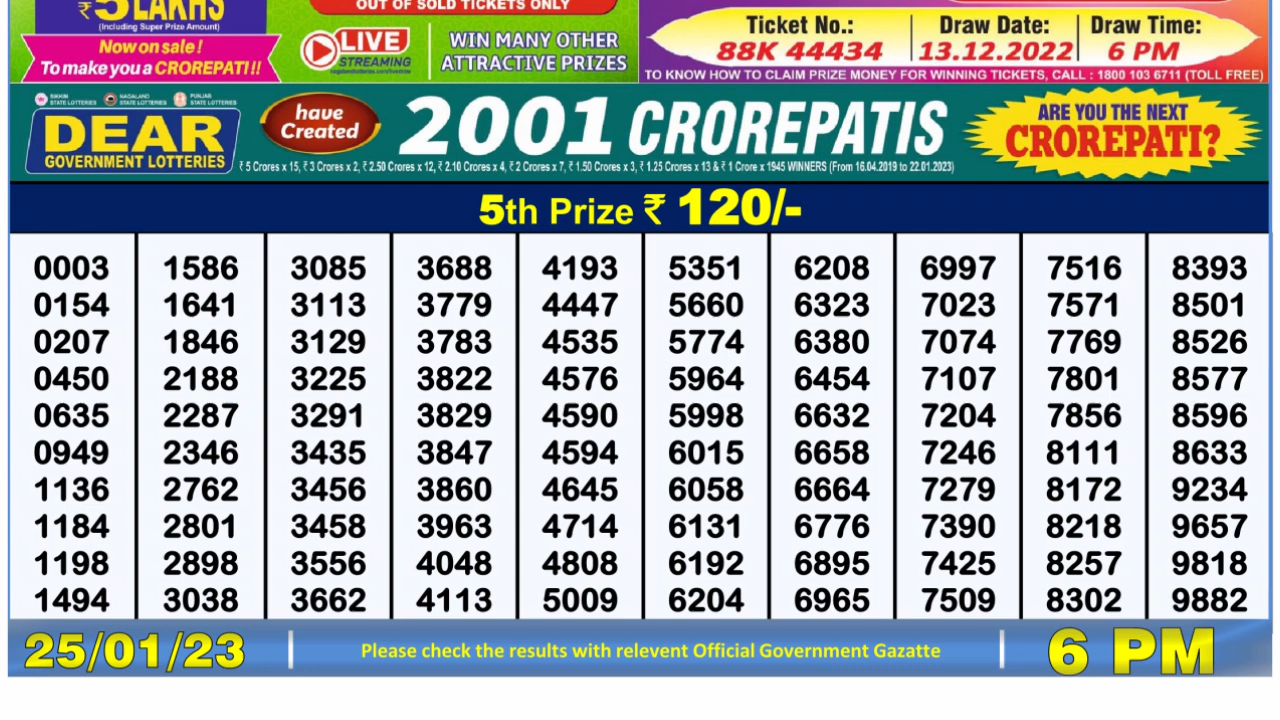 ₹5 LAKHS
(Including Super Prize Amount)
Now on sale!
To make you a CROREPATI!!
OUT OF SOLD TICKETS ONLY
LIVE
STREAMING
WIN MANY OTHER
ATTRACTIVE PRIZES
Ticket No.: Draw Date: Draw Time:
88K 44434 13.12.2022 6 PM
TO KNOW HOW TO CLAIM PRIZE MONEY FOR WINNING TICKETS, CALL : 1800 103 6711 (TOLL FREE)
SIKKIM STATE LOTTERIES NAGALAND STATE LOTTERIES PUNJAB STATE LOTTERIES
DEAR
GOVERNMENT LOTTERIES
have
Created
2001 CROREPATIS
₹ 5 Crores x 15, ₹ 3 Crores x 2, ₹ 2.50 Crores x 12, ₹ 2.10 Crores x 4, ₹ 2 Crores x 7, ₹ 1.50 Crores x 3, ₹ 1.25 Crores x 13 & ₹ 1 Crore x 1945 WINNERS (From 16.04.2019 to 22.01.2023)
ARE YOU THE NEXT
CROREPATI?
5th Prize ₹ 120/-
0003 1586 3085 3688 4193 5351 6208 6997 7516 8393
0154 1641 3113 3779 4447 5660 6323 7023 7571 8501
0207 1846 3129 3783 4535 5774 6380 7074 7769 8526
0450 2188 3225 3822 4576 5964 6454 7107 7801 8577
0635 2287 3291 3829 4590 5998 6632 7204 7856 8596
0949 2346 3435 3847 4594 6015 6658 7246 8111 8633
1136 2762 3456 3860 4645 6058 6664 7279 8172 9234
1184 2801 3458 3963 4714 6131 6776 7390 8218 9657
1198 2898 3556 4048 4808 6192 6895 7425 8257 9818
1494 3038 3662 4113 5009 6204 6965 7509 8302 9882
25/01/23 Please check the results with relevent Official Government Gazatte 6 PM